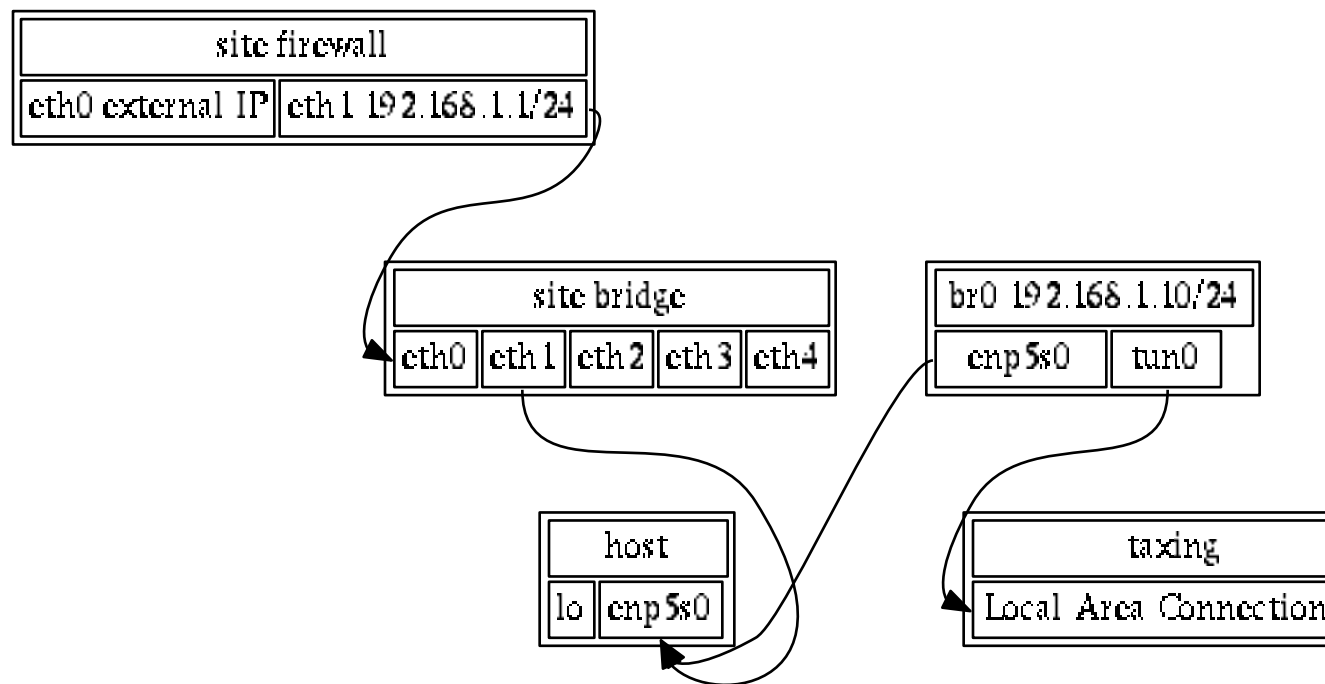 site firewall
eth0 external IP eth1 192.168.1.1/24
site bridge
eth0 eth1 eth2 eth3 eth4
br0 192.168.1.10/24
enp5s0 tun0
host
lo enp5s0
taxing
Local Area Connection